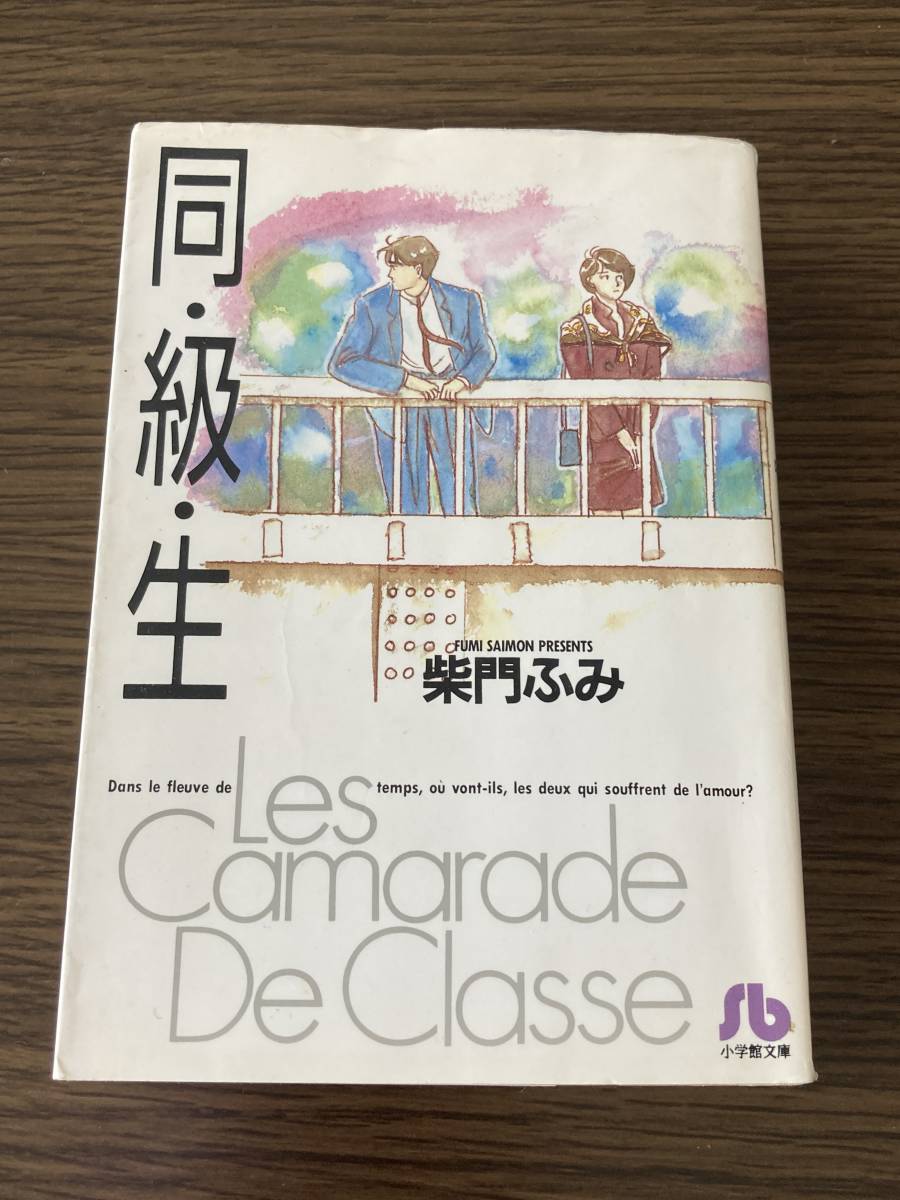 同・級・生
FUMI SAIMON PRESENTS
柴門ふみ
Dans le fleuve de temps, où vont-ils, les deux qui souffrent de l'amour?
Les
Camarade
De Classe
Sb
小学館文庫